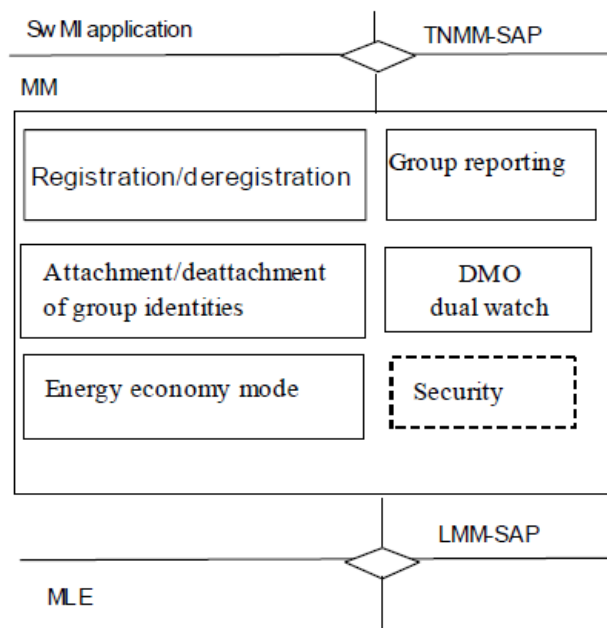 SwMI application
TNMM-SAP
MM
Registration/deregistration
Group reporting
Attachment/deattachment
of group identities
DMO
dual watch
Energy economy mode
Security
LMM-SAP
MLE